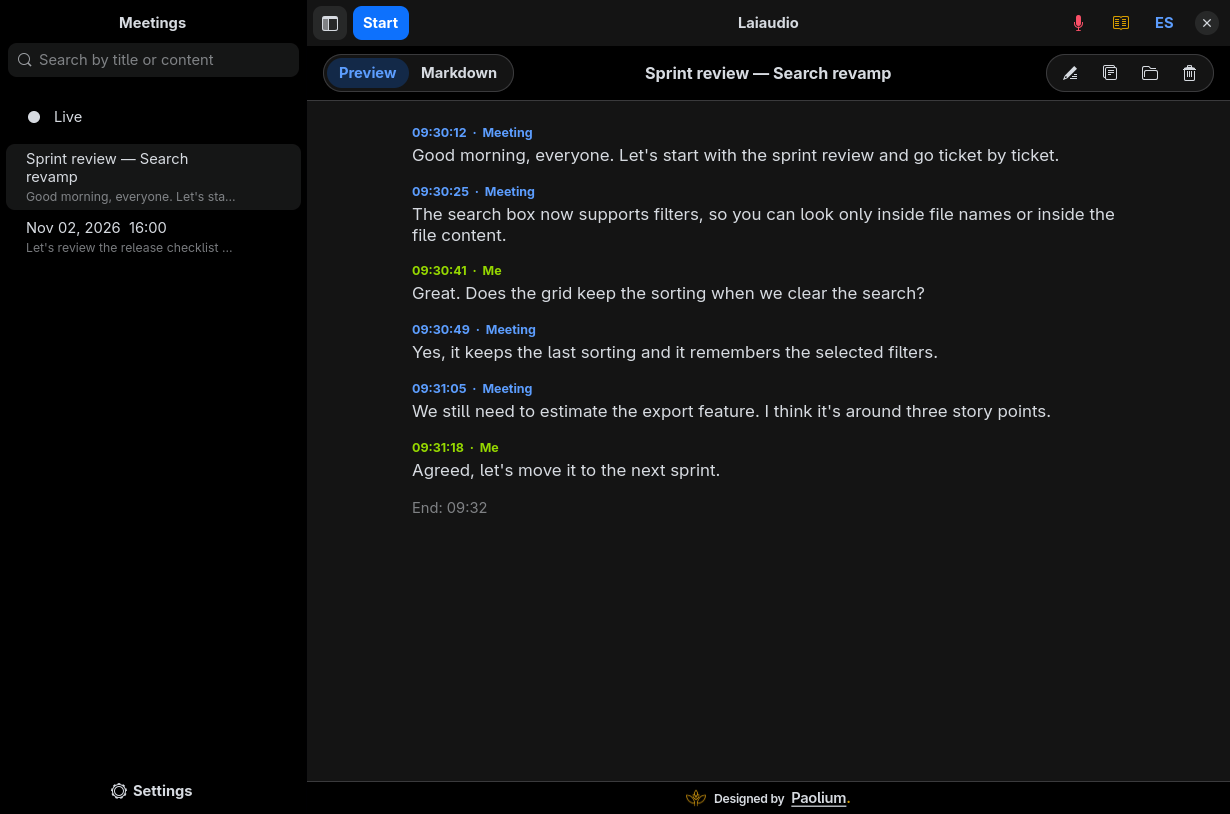 Meetings
Search by title or content
Live
Sprint review — Search
revamp
Good morning, everyone. Let's sta...
Nov 02, 2026 16:00
Let's review the release checklist ...
Settings
Start
Laiaudio
ES
Preview
Markdown
Sprint review — Search revamp
09:30:12 · Meeting
Good morning, everyone. Let's start with the sprint review and go ticket by ticket.
09:30:25 · Meeting
The search box now supports filters, so you can look only inside file names or inside the
file content.
09:30:41 · Me
Great. Does the grid keep the sorting when we clear the search?
09:30:49 · Meeting
Yes, it keeps the last sorting and it remembers the selected filters.
09:31:05 · Meeting
We still need to estimate the export feature. I think it's around three story points.
09:31:18 · Me
Agreed, let's move it to the next sprint.
End: 09:32
Designed by Paolium.